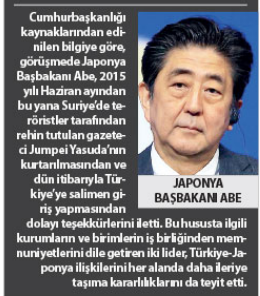 Cumhurbaşkanlığı
kaynaklarından edi-
nilen bilgiye göre,
görüşmede Japonya
Başbakanı Abe, 2015
yılı Haziran ayından
bu yana Suriye'de te-
röristler tarafından
rehin tutulan gazete-
ci Jumpei Yasuda'nın
kurtarılmasından ve
dün itibarıyla Tür-
kiye'ye salimen gi-
riş yapmasından
dolayı teşekkürlerini iletti. Bu hususta ilgili
kurumların ve birimlerin iş birliğinden mem-
nuniyetlerini dile getiren iki lider, Türkiye-Ja-
ponya ilişkilerini her alanda daha ileriye
taşıma kararlılıklarını da teyit etti.
JAPONYA
BAŞBAKANI ABE